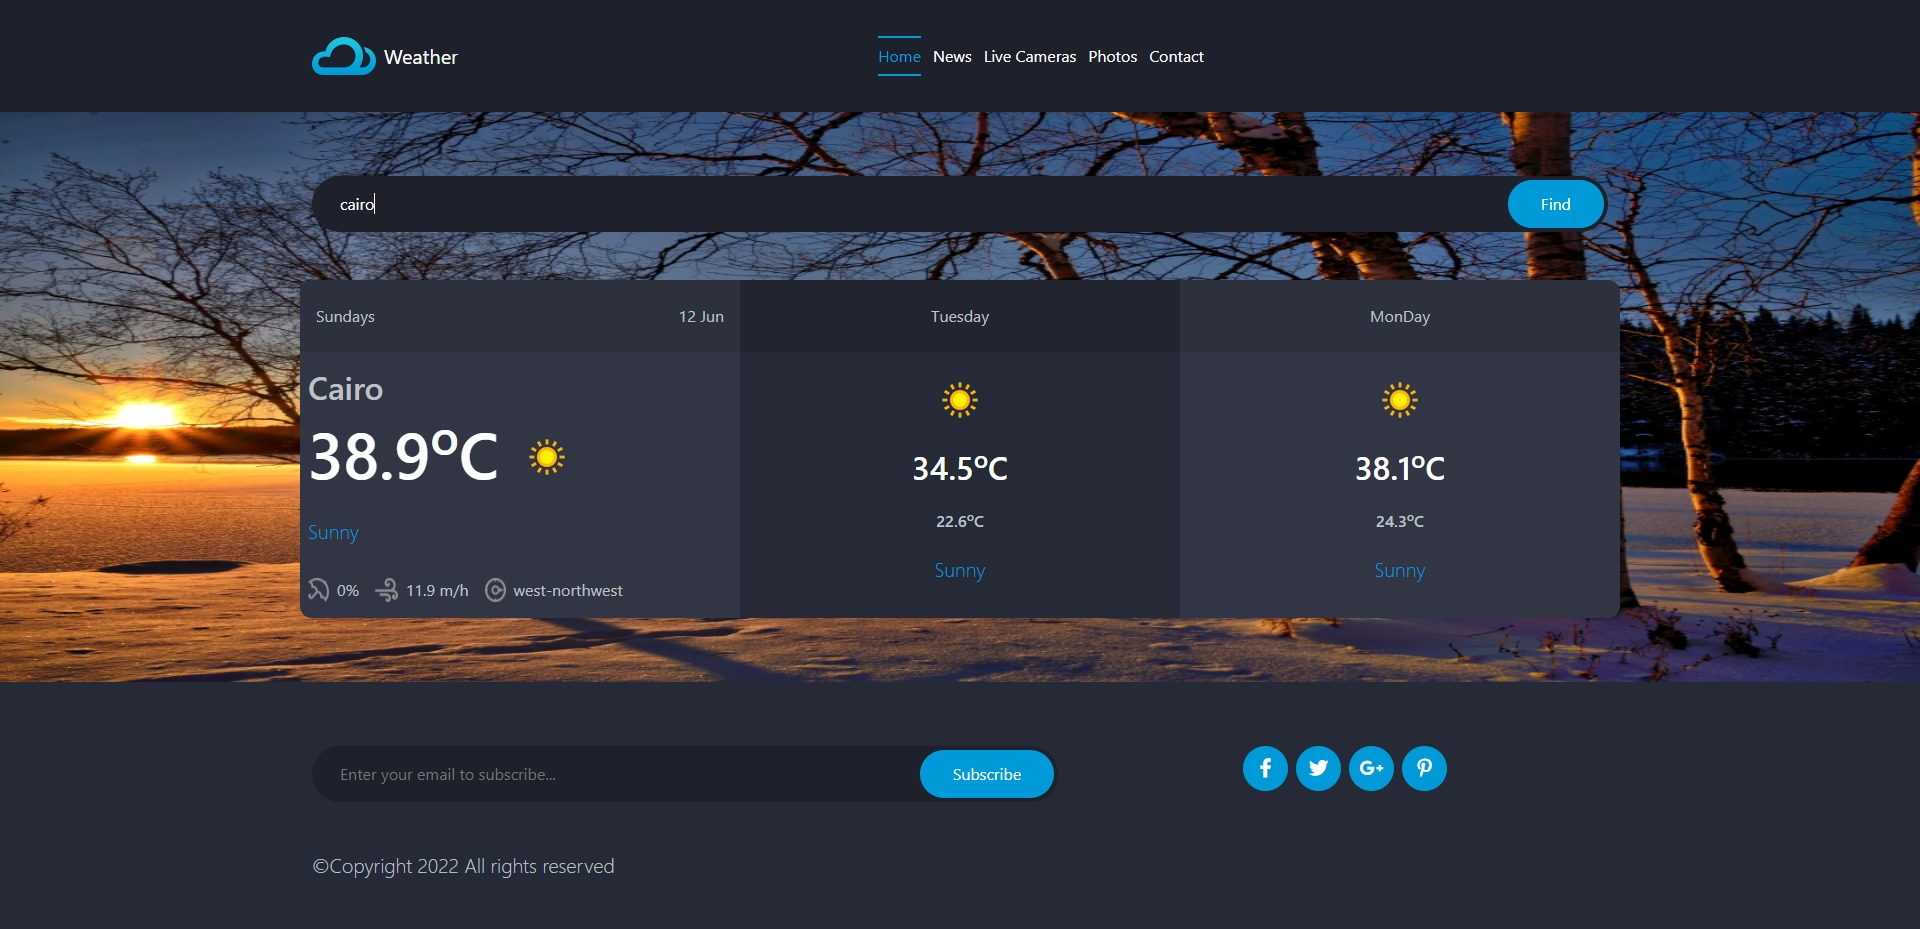 Weather
Home News Live Cameras Photos Contact
cairo
Find
Sundays 12 Jun
Cairo
38.9°C
Sunny
0% 11.9 m/h west-northwest
Tuesday
34.5°C
22.6°C
Sunny
MonDay
38.1°C
24.3°C
Sunny
Enter your email to subscribe...
Subscribe
©Copyright 2022 All rights reserved